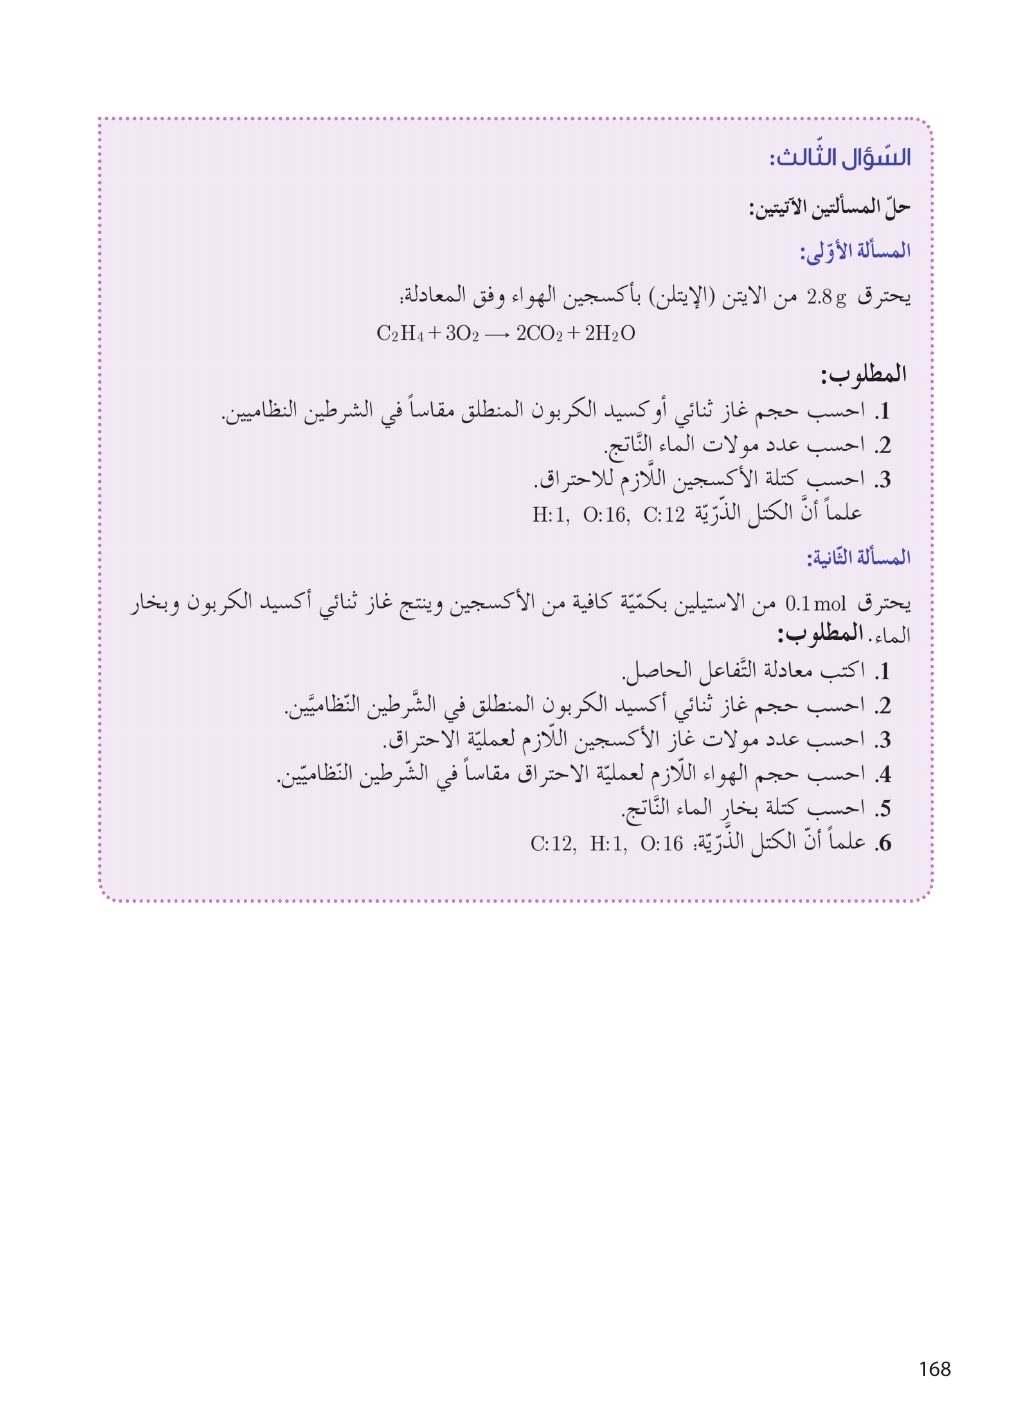 السّؤال الثّالث:
حلّ المسألتين الآتيتين:
المسألة الأوّلى:
يحترق 2.8 g من الايتن (الإيتلن) بأكسجين الهواء وفق المعادلة:
C₂H₄ + 3O₂ ⟶ 2CO₂ + 2H₂O
المطلوب:
1. احسب حجم غاز ثنائي أوكسيد الكربون المنطلق مقاساً في الشرطين النظاميين.
2. احسب عدد مولات الماء النَّاتج.
3. احسب كتلة الأكسجين اللَّازم للاحتراق.
علماً أنَّ الكتل الذّرّيّة H:1, O:16, C:12
المسألة الثّانية:
يحترق 0.1 mol من الاستيلين بكمّيّة كافية من الأكسجين وينتج غاز ثنائي أكسيد الكربون وبخار
الماء. المطلوب:
1. اكتب معادلة التَّفاعل الحاصل.
2. احسب حجم غاز ثنائي أكسيد الكربون المنطلق في الشَّرطين النّظاميَّين.
3. احسب عدد مولات غاز الأكسجين اللّازم لعمليّة الاحتراق.
4. احسب حجم الهواء اللّازم لعمليّة الاحتراق مقاساً في الشّرطين النّظاميّين.
5. احسب كتلة بخار الماء النَّاتج.
6. علماً أنّ الكتل الذَّرّيّة: C:12, H:1, O:16
168